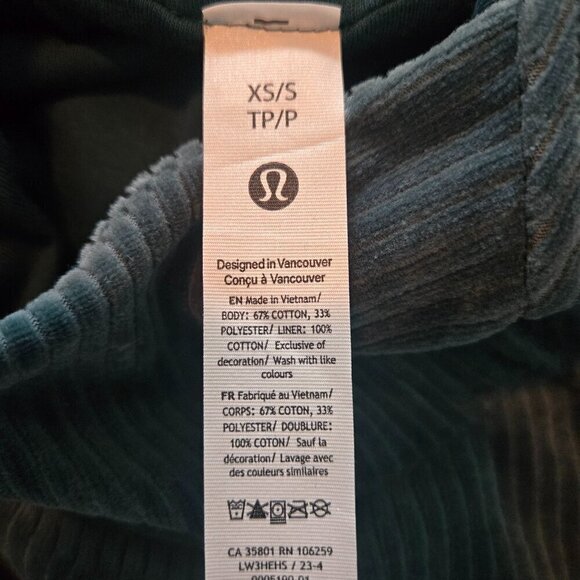 XS/S
TP/P
Designed in Vancouver
Conçu à Vancouver
EN Made in Vietnam/
BODY: 67% COTTON, 33%
POLYESTER/ LINER: 100%
COTTON/ Exclusive of
decoration/ Wash with like
colours
FR Fabriqué au Vietnam/
CORPS: 67% COTON, 33%
POLYESTER/ DOUBLURE:
100% COTON/ Sauf la
décoration/ Lavage avec
des couleurs similaires
CA 35801 RN 106259
LW3HEHS / 23-4